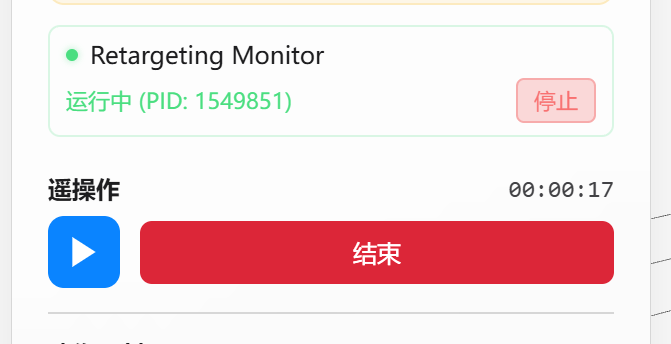 Retargeting Monitor
运行中 (PID: 1549851)
停止
遥操作
00:00:17
结束